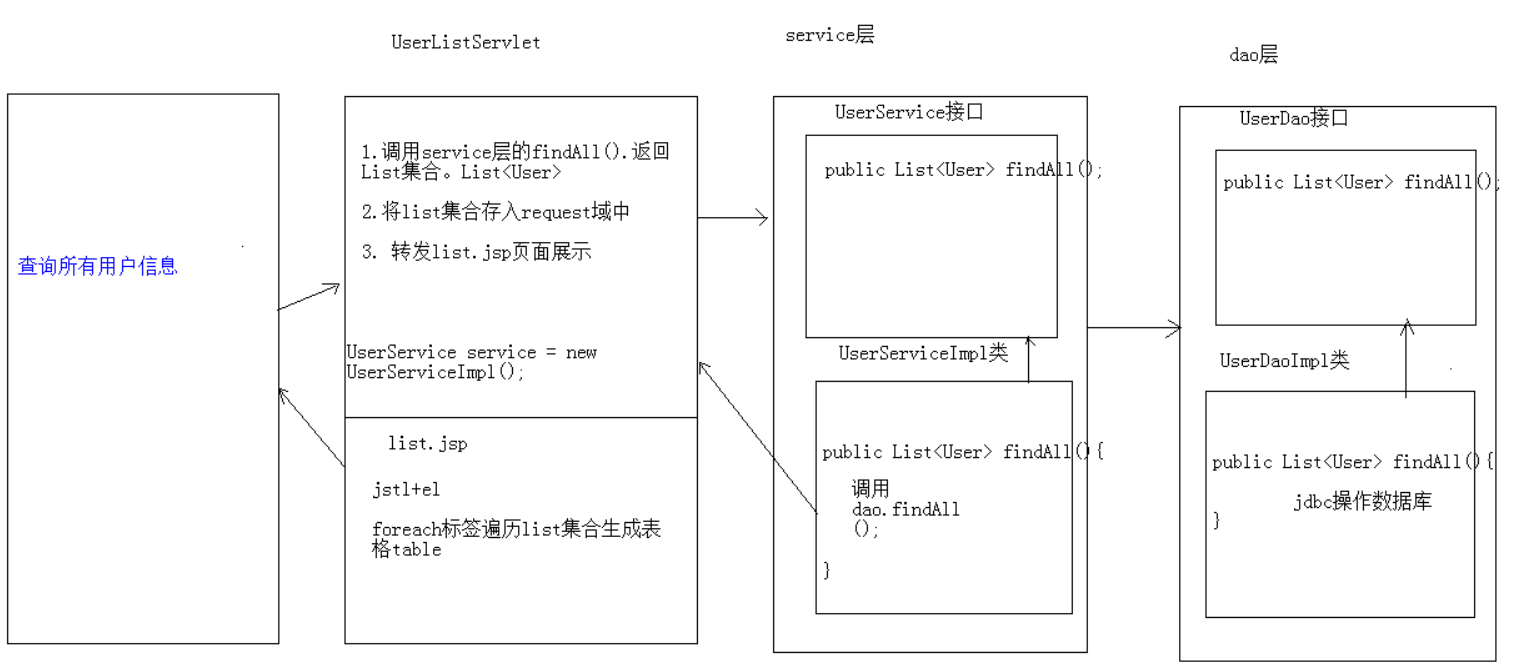 UserListServlet
service层
dao层
查询所有用户信息
1.调用service层的findAll().返回
List集合。List<User>
2.将list集合存入request域中
3. 转发list.jsp页面展示
UserService service = new
UserServiceImpl();
list.jsp
jstl+el
foreach标签遍历list集合生成表
格table
UserService接口
public List<User> findAll();
UserServiceImpl类
public List<User> findAll(){
调用
dao.findAll
();
}
UserDao接口
public List<User> findAll();
UserDaoImpl类
public List<User> findAll(){
jdbc操作数据库
}